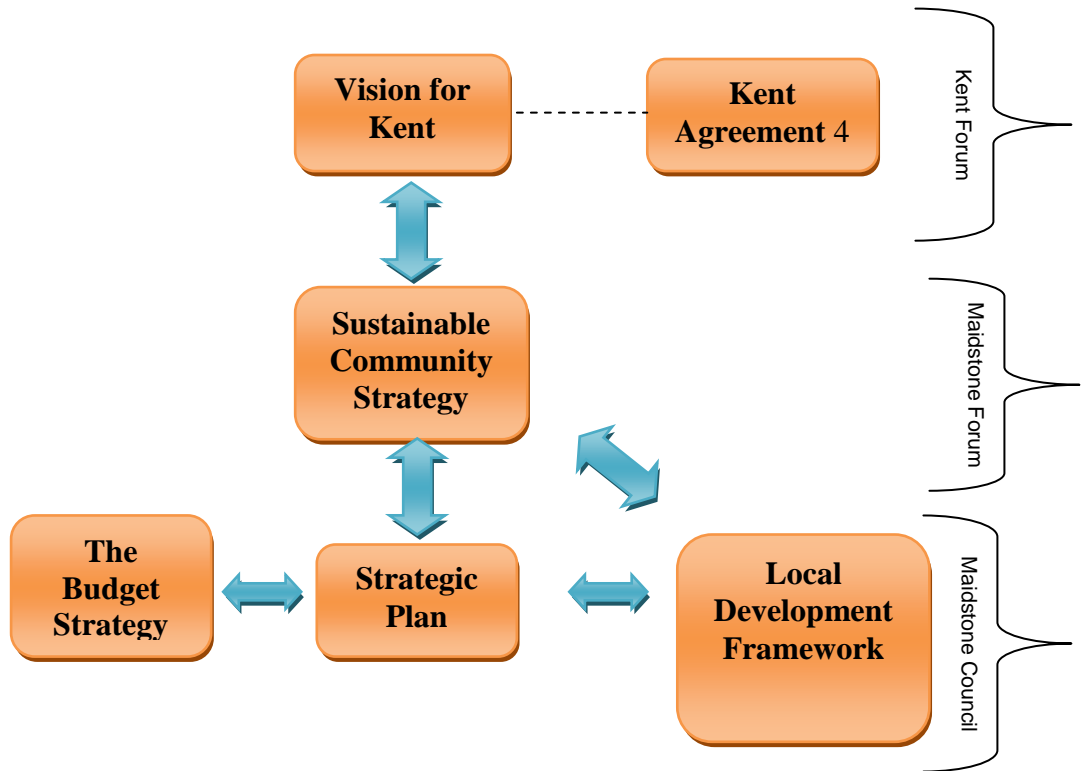 Vision for
Kent
Kent
Agreement 4
Kent Forum
Sustainable
Community
Strategy
Maidstone Forum
The
Budget
Strategy
Strategic
Plan
Local
Development
Framework
Maidstone Council